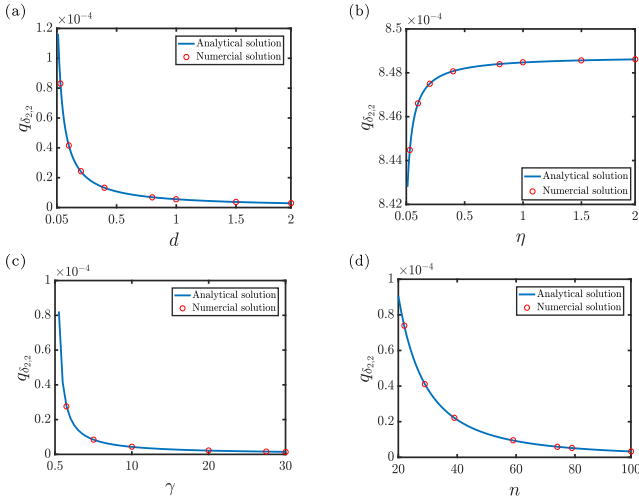 (a)
×10⁻⁴
1.2
1
0.8
0.6
0.4
0.2
0
q_{δ_{2,2}}
Analytical solution
Numercial solution
0.05 0.5 1 1.5 2
d
(b)
×10⁻⁴
8.5
8.48
8.46
8.44
8.42
q_{δ_{2,2}}
Analytical solution
Numercial solution
0.05 0.5 1 1.5 2
η
(c)
×10⁻⁴
1
0.8
0.6
0.4
0.2
0
q_{δ_{2,2}}
Analytical solution
Numercial solution
0.5 10 20 30
γ
(d)
×10⁻⁴
1
0.8
0.6
0.4
0.2
0
q_{δ_{2,2}}
Analytical solution
Numercial solution
20 40 60 80 100
n